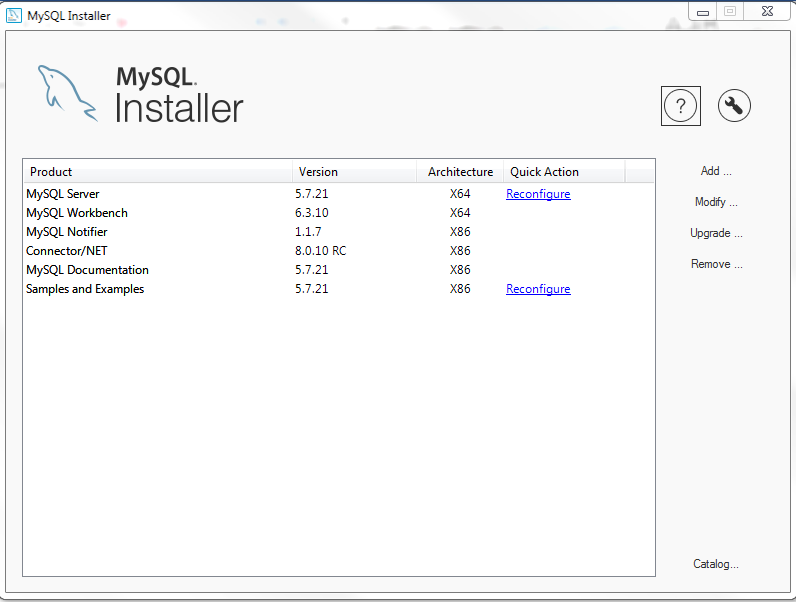 MySQL Installer
MySQL.
Installer
?
Product Version Architecture Quick Action
MySQL Server 5.7.21 X64 Reconfigure
MySQL Workbench 6.3.10 X64
MySQL Notifier 1.1.7 X86
Connector/NET 8.0.10 RC X86
MySQL Documentation 5.7.21 X86
Samples and Examples 5.7.21 X86 Reconfigure
Add ...
Modify ...
Upgrade ...
Remove ...
Catalog...